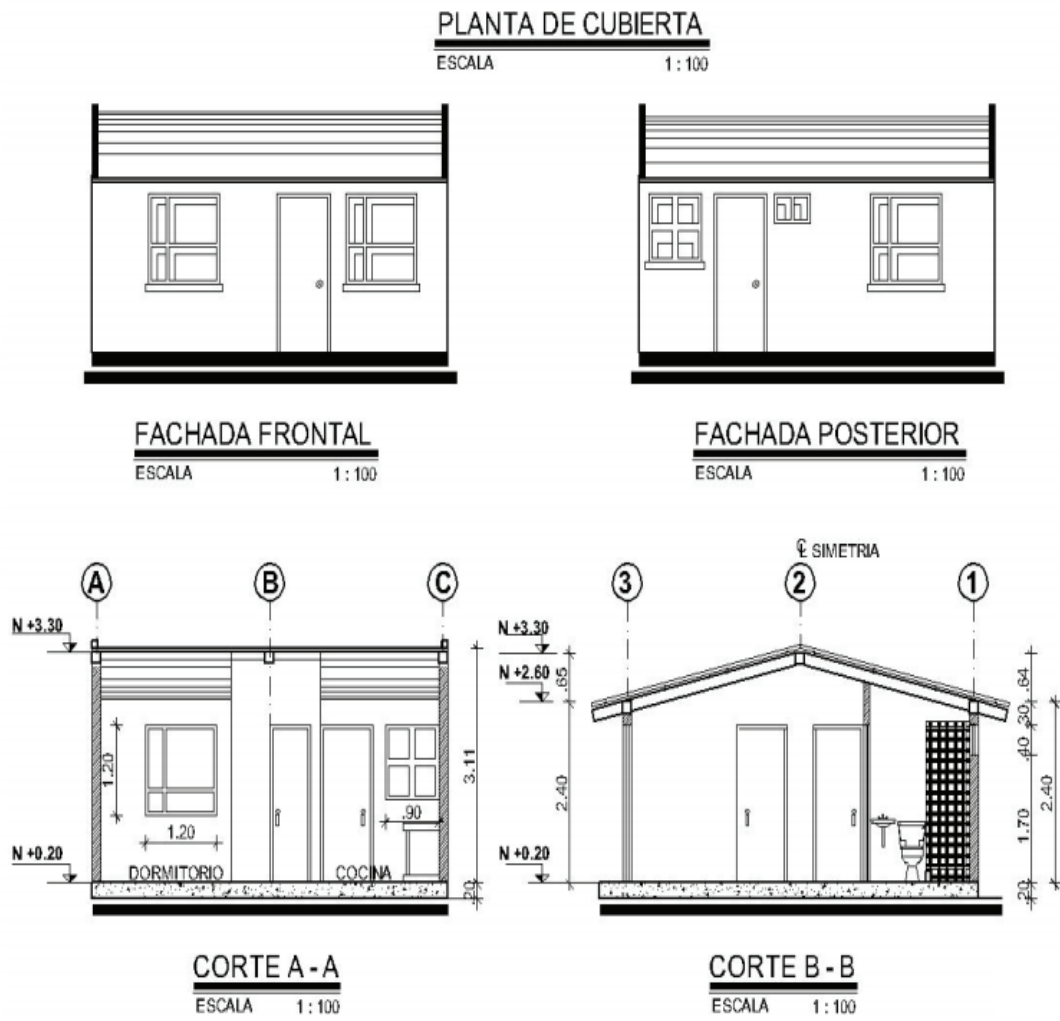 PLANTA DE CUBIERTA
ESCALA 1 : 100
FACHADA FRONTAL
ESCALA 1 : 100
FACHADA POSTERIOR
ESCALA 1 : 100
A B C
N +3.30
1.20
1.20
.90
3.11
N +0.20
DORMITORIO COCINA
.20
CORTE A - A
ESCALA 1 : 100
℄ SIMETRIA
3 2 1
N +3.30
.65
.64
N +2.60
.30
.40
2.40
1.70
2.40
N +0.20
.20
CORTE B - B
ESCALA 1 : 100